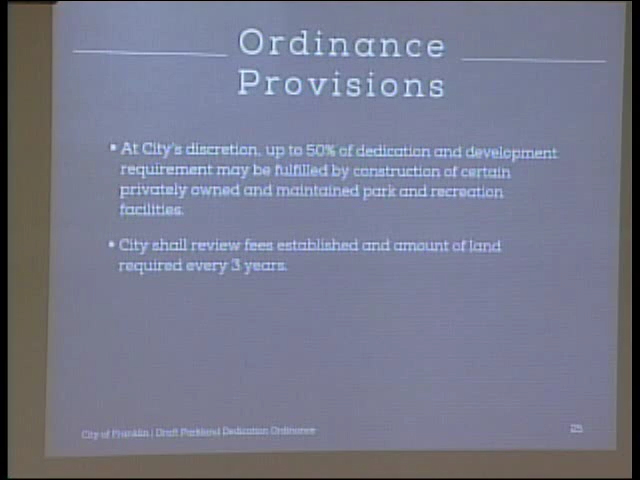 Ordinance
Provisions
• At City's discretion, up to 50% of dedication and development
requirement may be fulfilled by construction of certain
privately owned and maintained park and recreation
facilities.
• City shall review fees established and amount of land
required every 3 years.
City of Franklin | Draft Parkland Dedication Ordinance
25